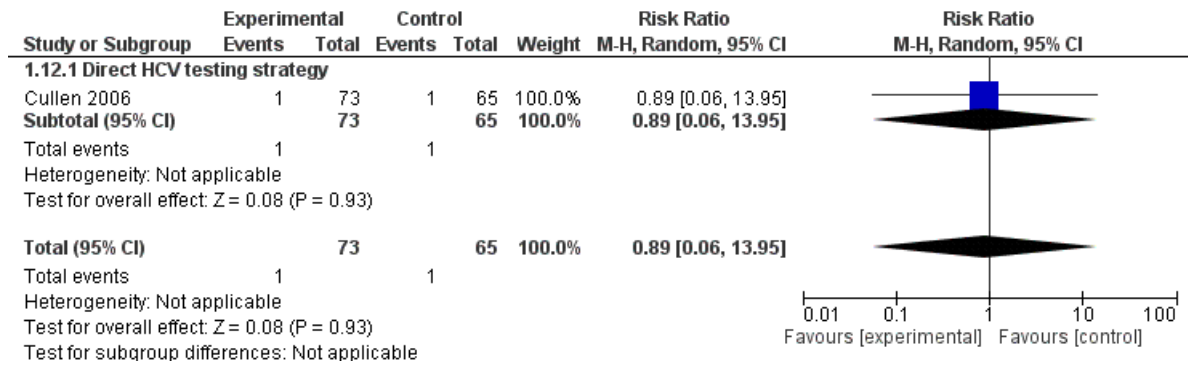 Experimental Control Risk Ratio Risk Ratio
Study or Subgroup Events Total Events Total Weight M-H, Random, 95% CI M-H, Random, 95% CI
1.12.1 Direct HCV testing strategy
Cullen 2006 1 73 1 65 100.0% 0.89 [0.06, 13.95]
Subtotal (95% CI) 73 65 100.0% 0.89 [0.06, 13.95]
Total events 1 1
Heterogeneity: Not applicable
Test for overall effect: Z = 0.08 (P = 0.93)
Total (95% CI) 73 65 100.0% 0.89 [0.06, 13.95]
Total events 1 1
Heterogeneity: Not applicable
Test for overall effect: Z = 0.08 (P = 0.93)
Test for subgroup differences: Not applicable
0.01 0.1 1 10 100
Favours [experimental] Favours [control]